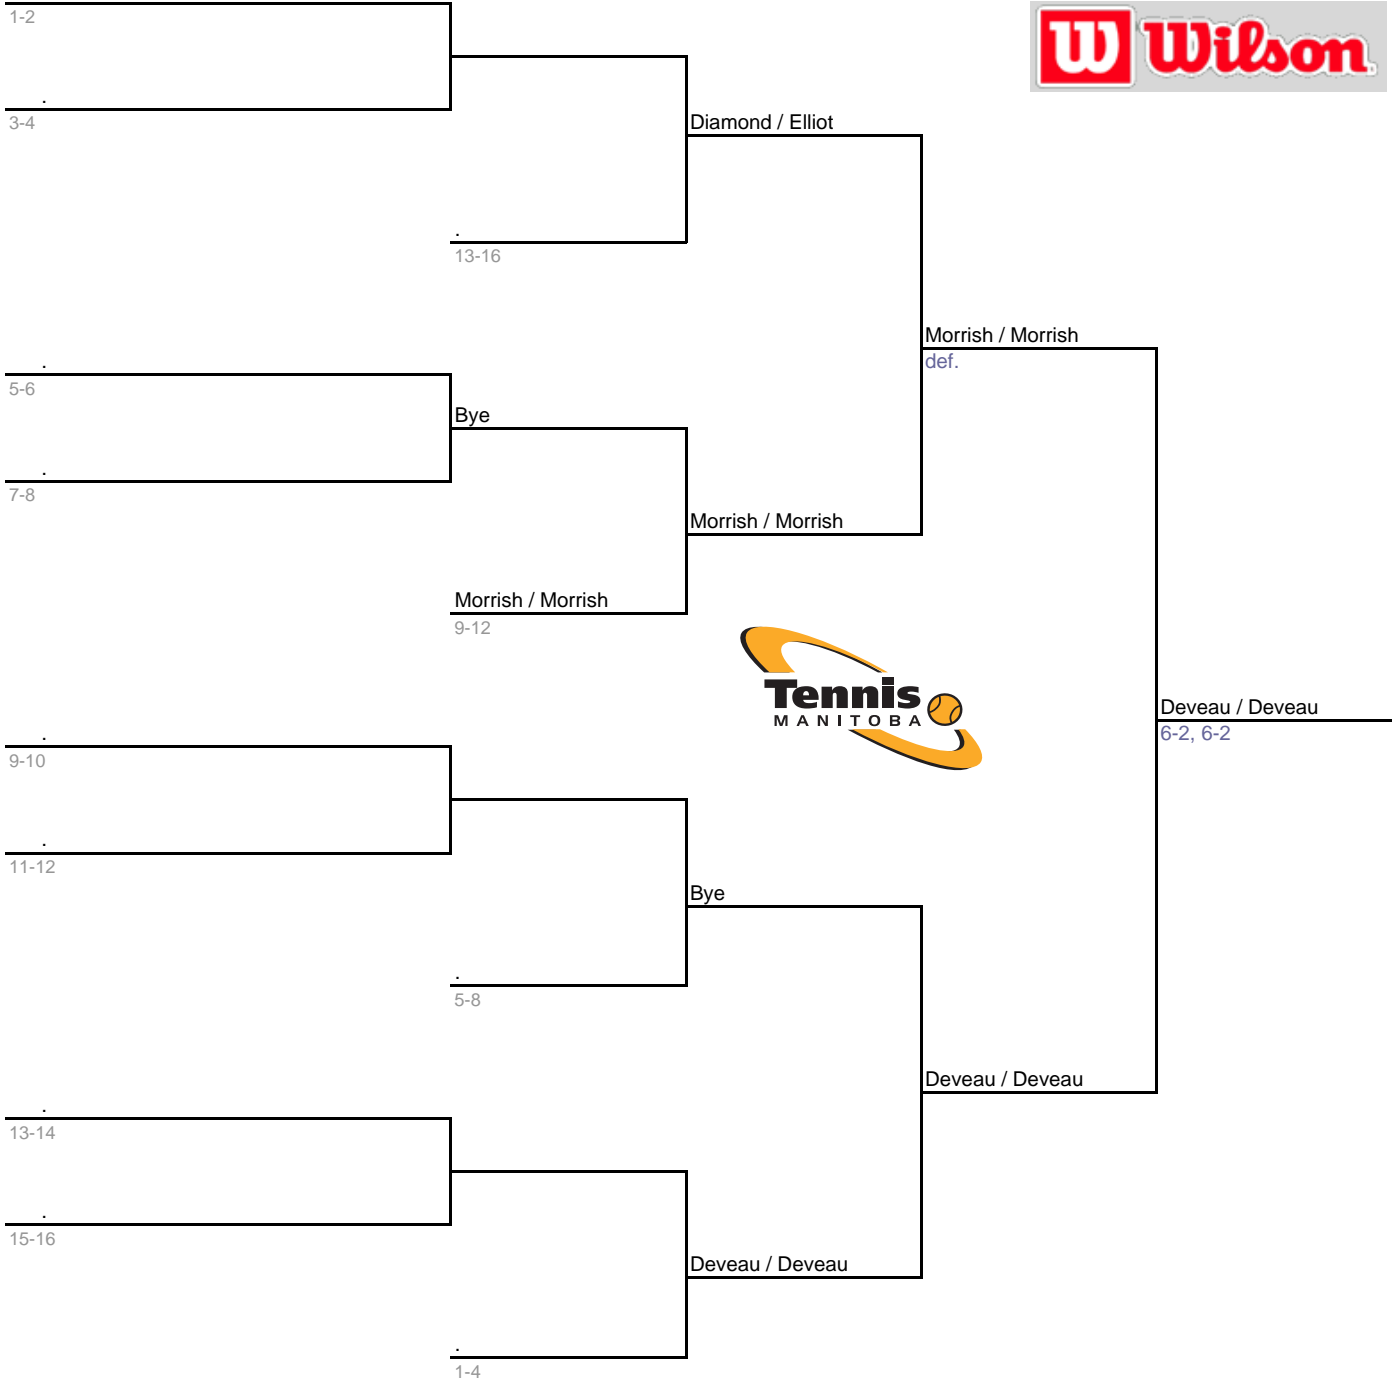 1-2
Wilson
.
3-4
Diamond / Elliot
.
13-16
Morrish / Morrish
def.
.
5-6
Bye
.
7-8
Morrish / Morrish
Morrish / Morrish
9-12
Tennis
MANITOBA
Deveau / Deveau
6-2, 6-2
.
9-10
.
11-12
Bye
.
5-8
Deveau / Deveau
.
13-14
.
15-16
Deveau / Deveau
.
1-4